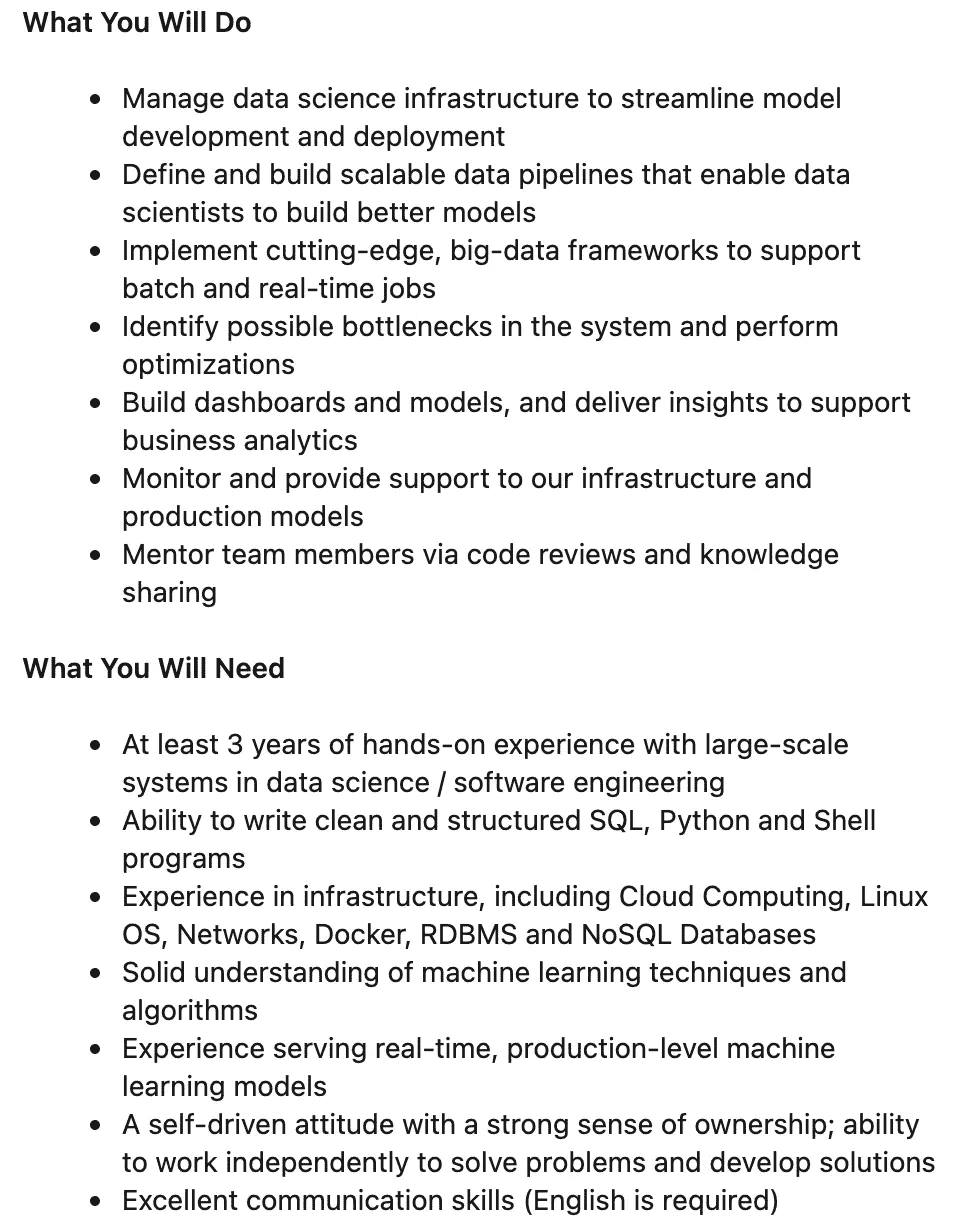 What You Will Do
• Manage data science infrastructure to streamline model
development and deployment
• Define and build scalable data pipelines that enable data
scientists to build better models
• Implement cutting-edge, big-data frameworks to support
batch and real-time jobs
• Identify possible bottlenecks in the system and perform
optimizations
• Build dashboards and models, and deliver insights to support
business analytics
• Monitor and provide support to our infrastructure and
production models
• Mentor team members via code reviews and knowledge
sharing
What You Will Need
• At least 3 years of hands-on experience with large-scale
systems in data science / software engineering
• Ability to write clean and structured SQL, Python and Shell
programs
• Experience in infrastructure, including Cloud Computing, Linux
OS, Networks, Docker, RDBMS and NoSQL Databases
• Solid understanding of machine learning techniques and
algorithms
• Experience serving real-time, production-level machine
learning models
• A self-driven attitude with a strong sense of ownership; ability
to work independently to solve problems and develop solutions
• Excellent communication skills (English is required)